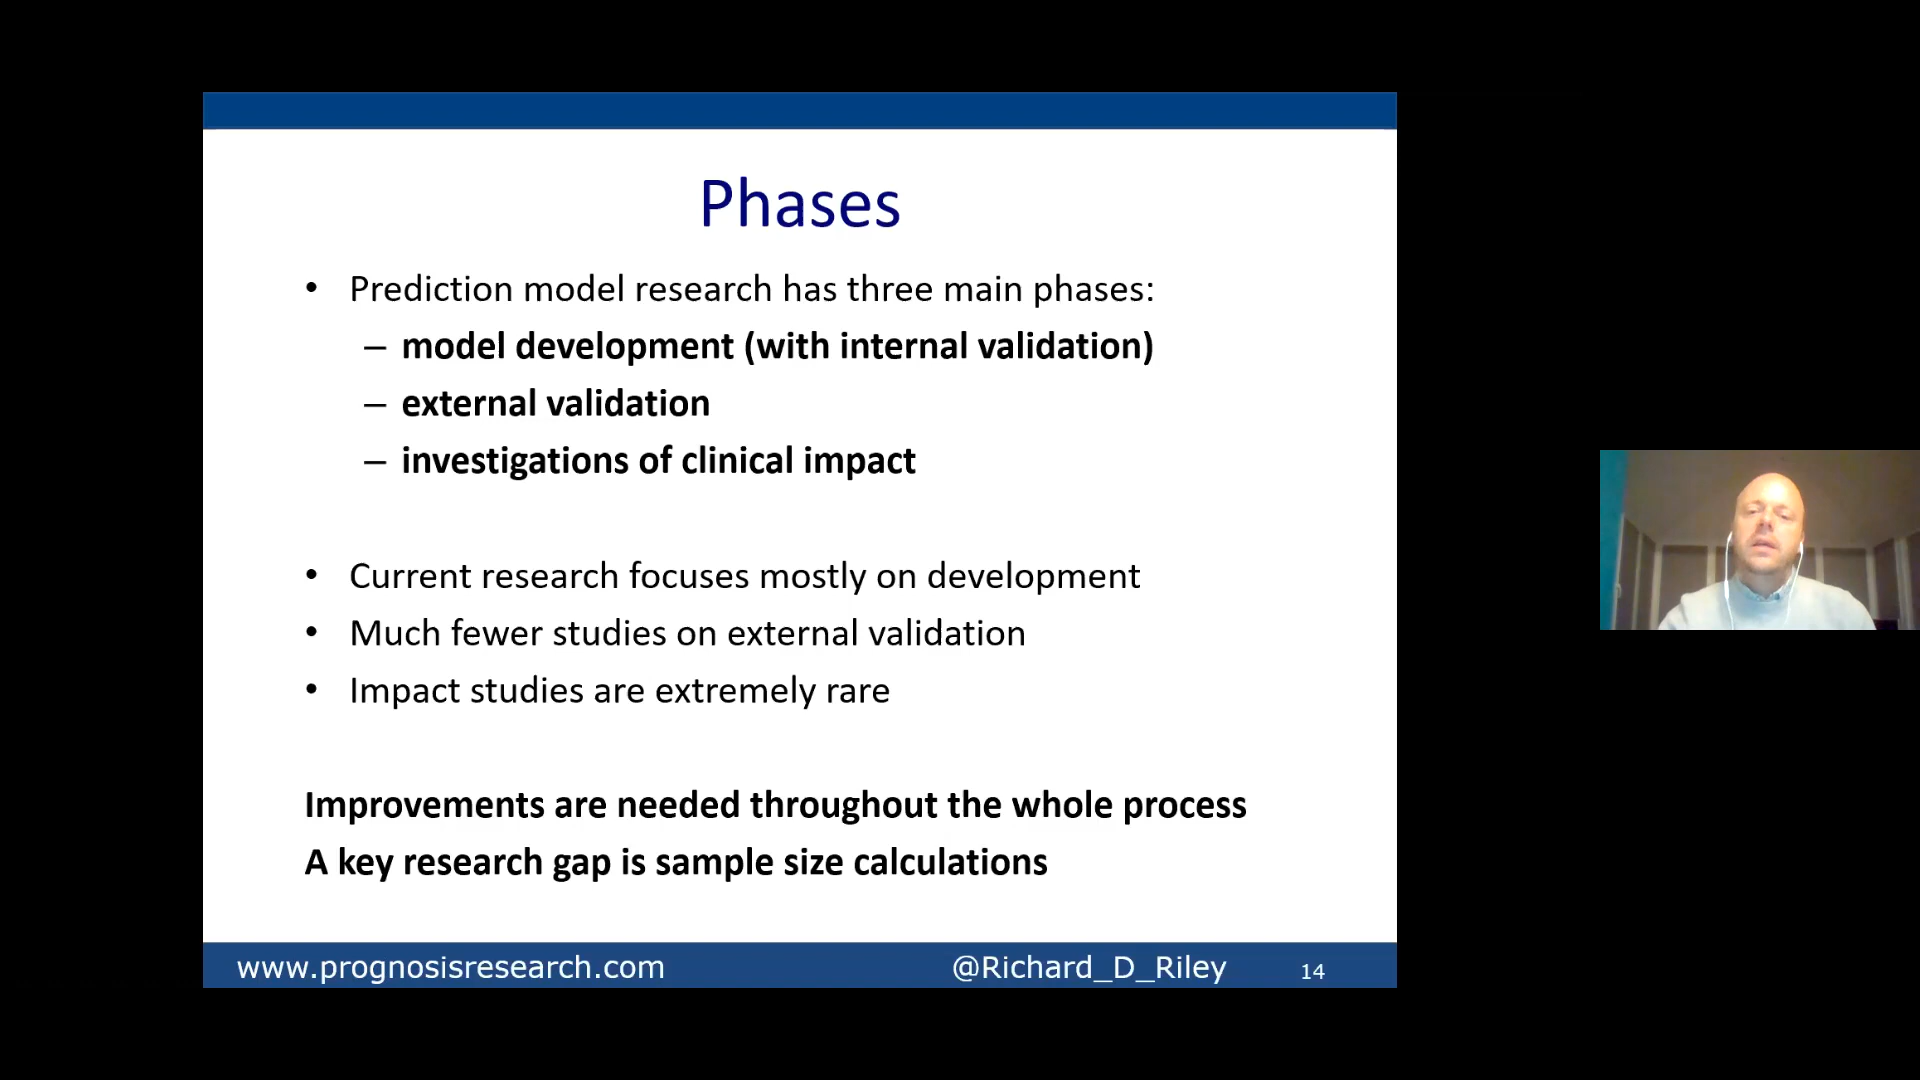 Phases
• Prediction model research has three main phases:
– model development (with internal validation)
– external validation
– investigations of clinical impact
• Current research focuses mostly on development
• Much fewer studies on external validation
• Impact studies are extremely rare
Improvements are needed throughout the whole process
A key research gap is sample size calculations
www.prognosisresearch.com @Richard_D_Riley 14